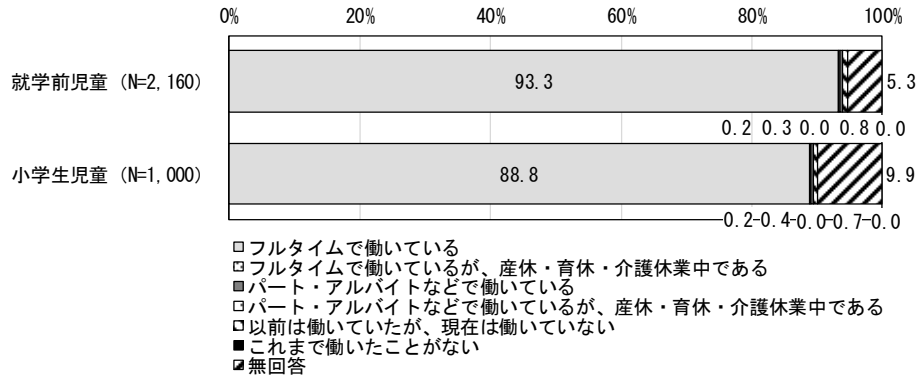 0% 20% 40% 60% 80% 100%
就学前児童 (N=2,160) 93.3 5.3
0.2 0.3 0.0 0.8 0.0
小学生児童 (N=1,000) 88.8 9.9
0.2 0.4 0.0 0.7 0.0
フルタイムで働いている
フルタイムで働いているが、産休・育休・介護休業中である
パート・アルバイトなどで働いている
パート・アルバイトなどで働いているが、産休・育休・介護休業中である
以前は働いていたが、現在は働いていない
これまで働いたことがない
無回答